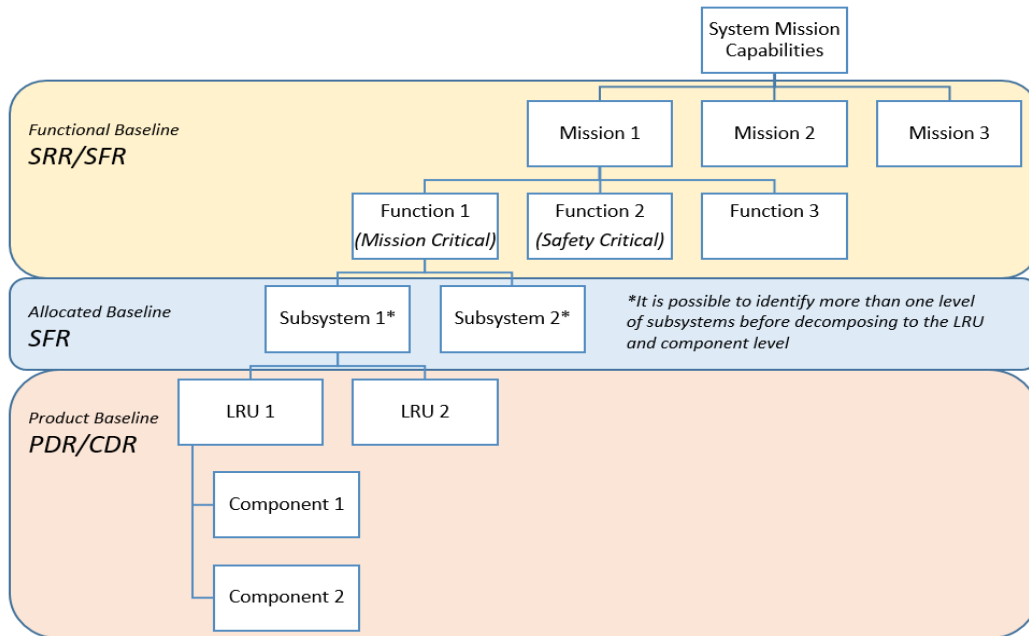 System Mission
Capabilities
Functional Baseline
SRR/SFR
Mission 1
Mission 2
Mission 3
Function 1
(Mission Critical)
Function 2
(Safety Critical)
Function 3
Allocated Baseline
SFR
Subsystem 1*
Subsystem 2*
*It is possible to identify more than one level
of subsystems before decomposing to the LRU
and component level
Product Baseline
PDR/CDR
LRU 1
LRU 2
Component 1
Component 2